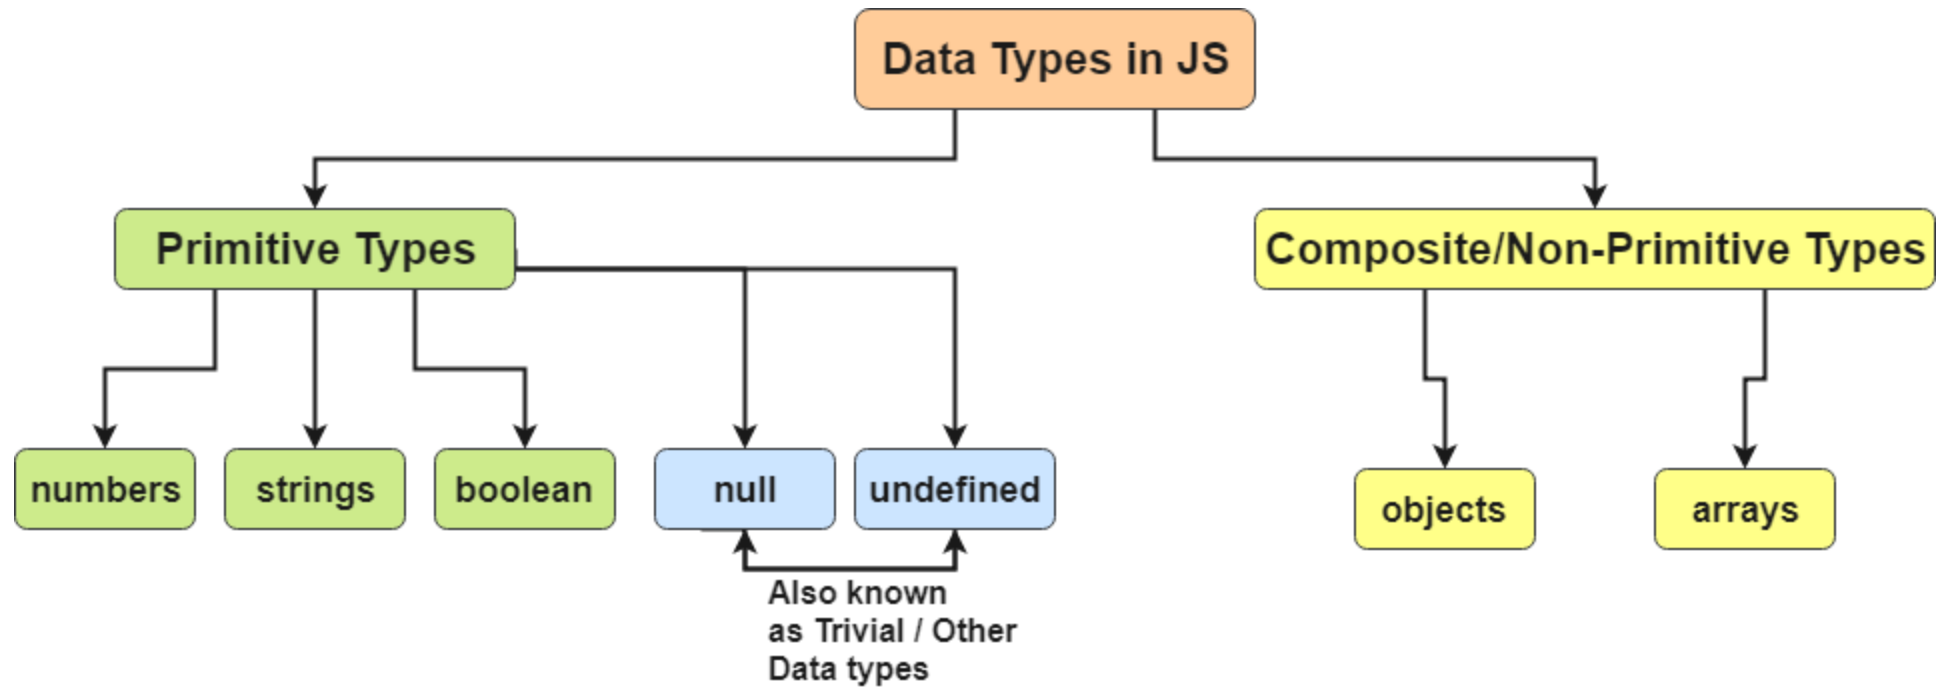 Data Types in JS
Primitive Types
Composite/Non-Primitive Types
numbers
strings
boolean
null
undefined
objects
arrays
Also known
as Trivial / Other
Data types